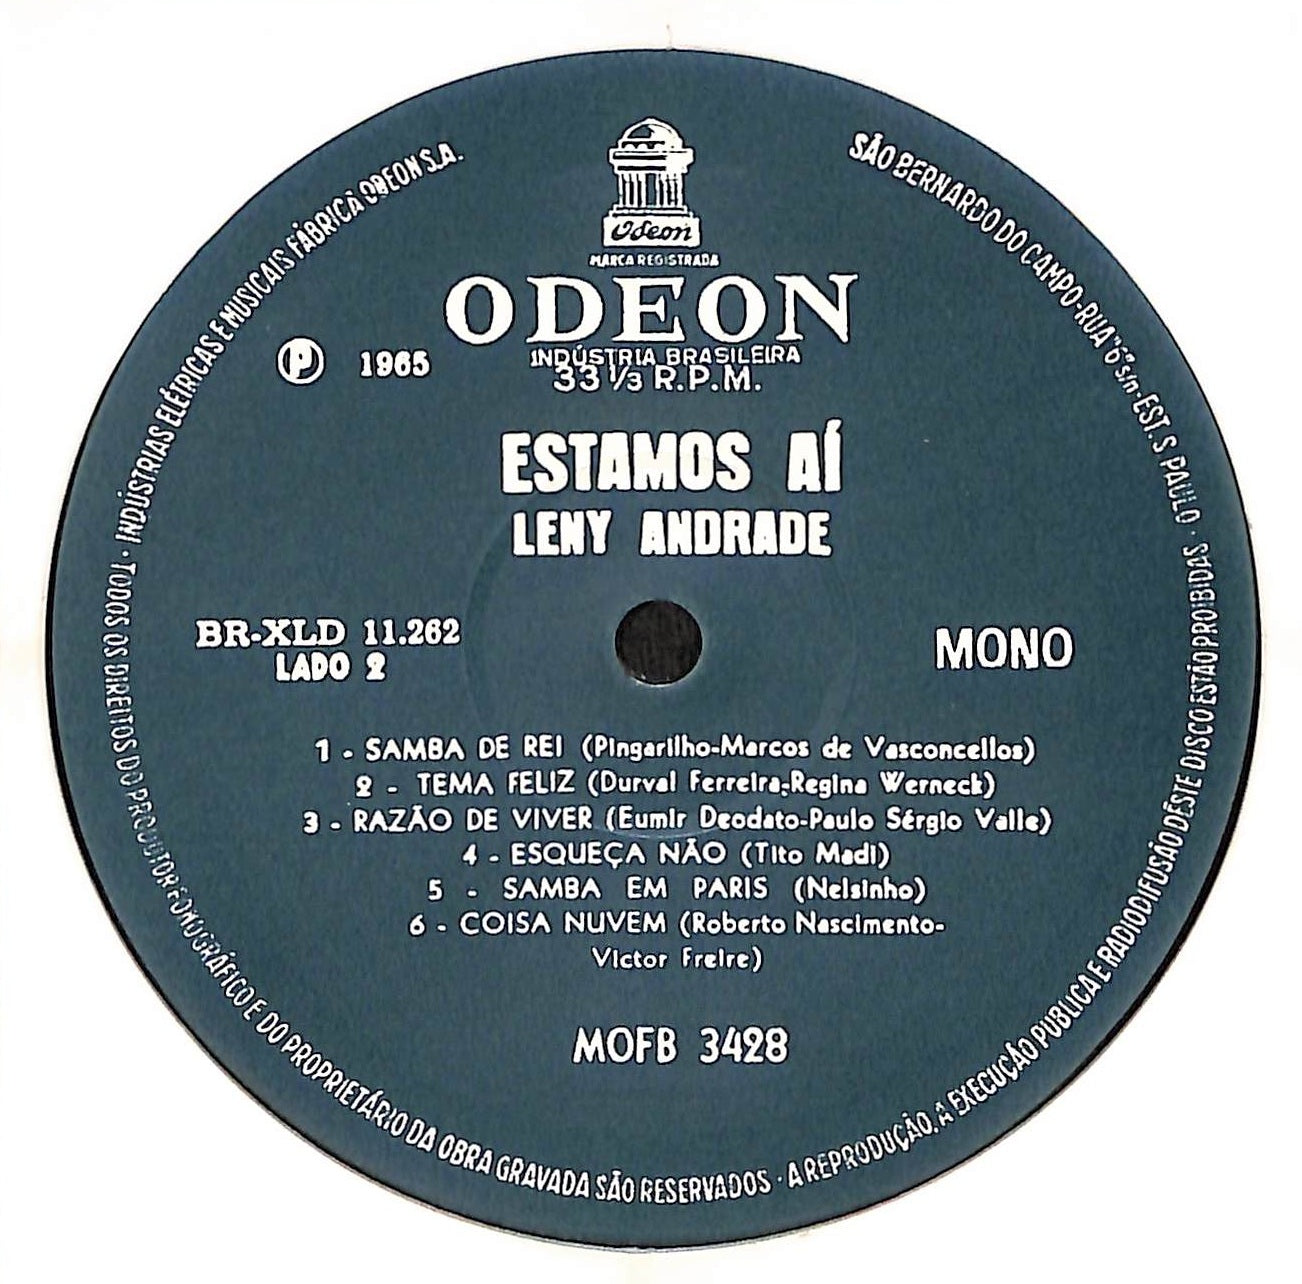 Odeon
MARCA REGISTRADA
ODEON
INDÚSTRIA BRASILEIRA
33 1/3 R.P.M.
℗ 1965
ESTAMOS AÍ
LENY ANDRADE
BR-XLD 11.262
LADO 2
MONO
1 - SAMBA DE REI (Pingarilho-Marcos de Vasconcellos)
2 - TEMA FELIZ (Durval Ferreira-Regina Werneck)
3 - RAZÃO DE VIVER (Eumir Deodato-Paulo Sérgio Valle)
4 - ESQUEÇA NÃO (Tito Madi)
5 - SAMBA EM PARIS (Nelsinho)
6 - COISA NUVEM (Roberto Nascimento-
Victor Freire)
MOFB 3428
· INDÚSTRIAS ELÉTRICAS E MUSICAIS FÁBRICA ODEON S.A.
SÃO BERNARDO DO CAMPO-RUA "6" s/n-EST. S. PAULO ·
TODOS OS DIREITOS DO PRODUTOR FONOGRÁFICO E DO PROPRIETÁRIO DA OBRA GRAVADA SÃO RESERVADOS · A REPRODUÇÃO, A EXECUÇÃO PUBLICA E RADIODIFUSÃO DÊSTE DISCO ESTÃO PROIBIDAS